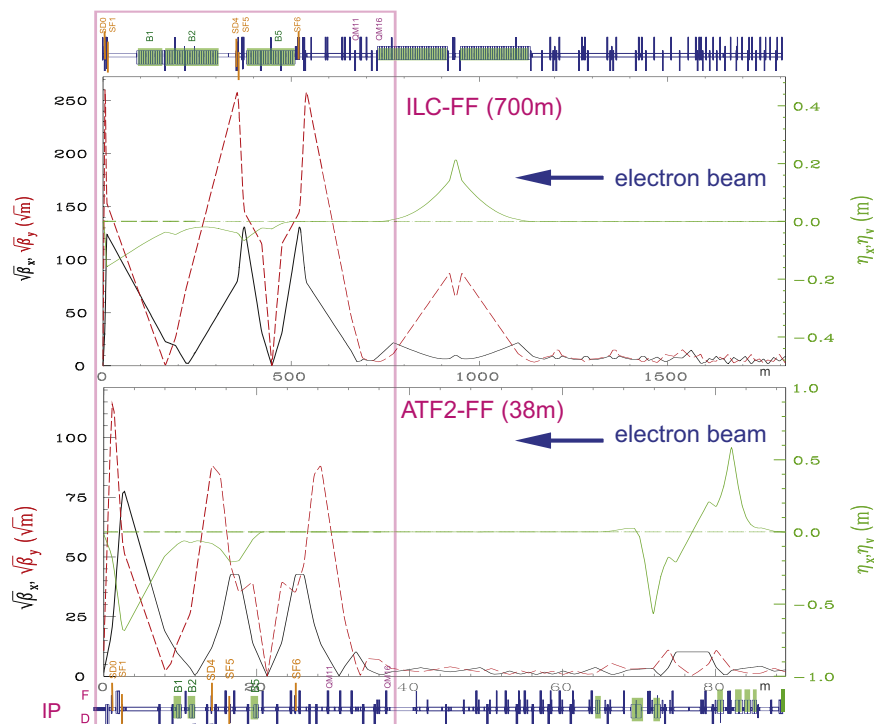 SD0 SF1 B1 B2 SD4 SF5 B5 SF6 QM11 QM16
ILC-FF (700m)
electron beam
√βx, √βy (√m)
250
200
150
100
50
0
0.4
0.2
0.0
−0.2
−0.4
ηx,ηy (m)
0 500 1000 1500 m
ATF2-FF (38m)
electron beam
√βx, √βy (√m)
100
75
50
25
0
1.0
0.5
0.0
−0.5
−1.0
ηx,ηy (m)
0 40 60 80 m
SD0 SF1 B1 B2 SD4 SF5 B5 SF6 QM11 QM16
IP F
D